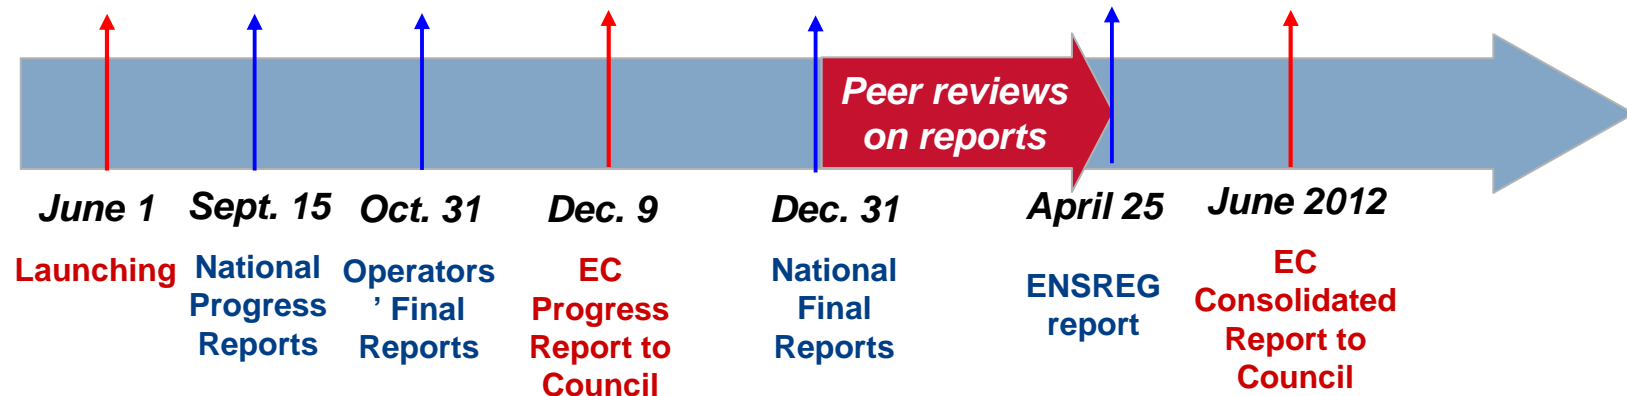 Peer reviews
on reports
June 1
Sept. 15
Oct. 31
Dec. 9
Dec. 31
April 25
June 2012
Launching
National
Progress
Reports
Operators
’ Final
Reports
EC
Progress
Report to
Council
National
Final
Reports
ENSREG
report
EC
Consolidated
Report to
Council